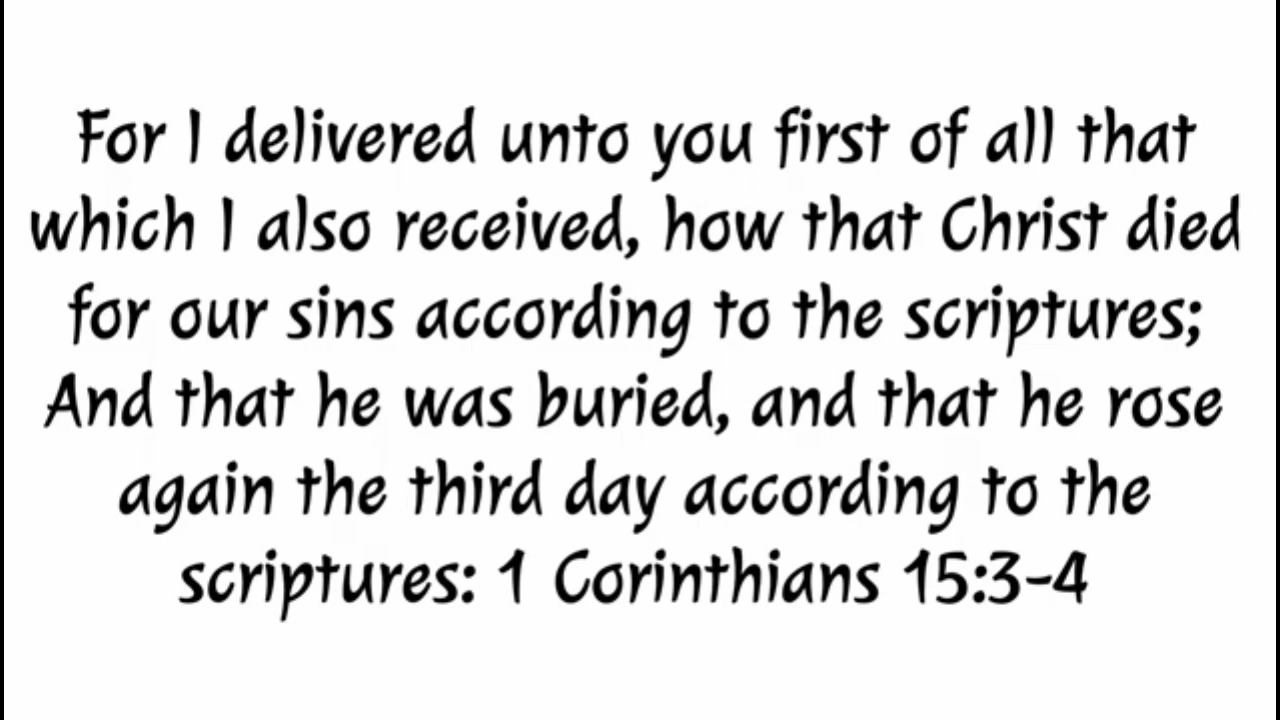 For I delivered unto you first of all that
which I also received, how that Christ died
for our sins according to the scriptures;
And that he was buried, and that he rose
again the third day according to the
scriptures: 1 Corinthians 15:3-4